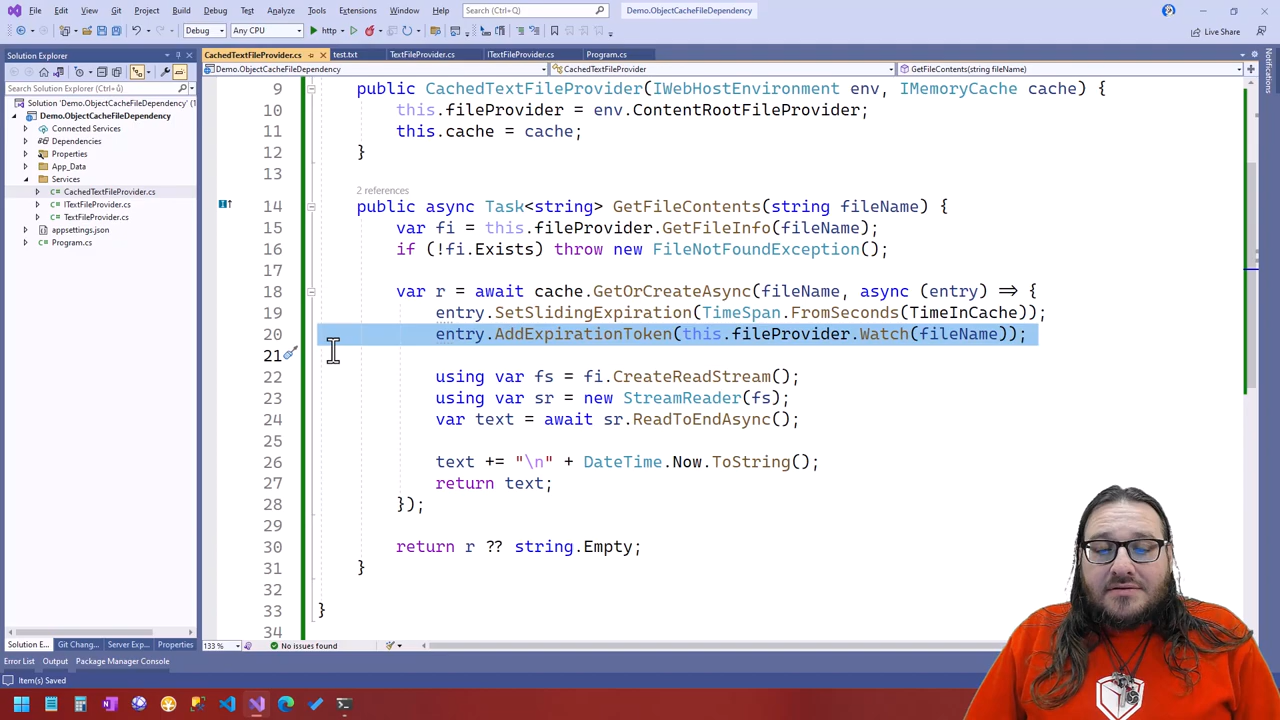 File Edit View Git Project Build Debug Test Analyze Tools Extensions Window Help Search (Ctrl+Q) Demo.ObjectCacheFileDependency
Debug Any CPU http Live Share
Solution Explorer
CachedTextFileProvider.cs test.txt TextFileProvider.cs ITextFileProvider.cs Program.cs
Demo.ObjectCacheFileDependency CachedTextFileProvider GetFileContents(string fileName)
Search Solution Explorer (Ctrl+ů)
Solution 'Demo.ObjectCacheFileDependency' (1
Demo.ObjectCacheFileDependency
Connected Services
Dependencies
Properties
App_Data
Services
CachedTextFileProvider.cs
ITextFileProvider.cs
TextFileProvider.cs
appsettings.json
Program.cs
9 public CachedTextFileProvider(IWebHostEnvironment env, IMemoryCache cache) {
10 this.fileProvider = env.ContentRootFileProvider;
11 this.cache = cache;
12 }
13
2 references
14 public async Task<string> GetFileContents(string fileName) {
15 var fi = this.fileProvider.GetFileInfo(fileName);
16 if (!fi.Exists) throw new FileNotFoundException();
17
18 var r = await cache.GetOrCreateAsync(fileName, async (entry) => {
19 entry.SetSlidingExpiration(TimeSpan.FromSeconds(TimeInCache));
20 entry.AddExpirationToken(this.fileProvider.Watch(fileName));
21
22 using var fs = fi.CreateReadStream();
23 using var sr = new StreamReader(fs);
24 var text = await sr.ReadToEndAsync();
25
26 text += "\n" + DateTime.Now.ToString();
27 return text;
28 });
29
30 return r ?? string.Empty;
31 }
32
33 }
34
Notifications
Solution E... Git Chang... Server Exp... Properties
133 % No issues found
Error List Output Package Manager Console
Item(s) Saved